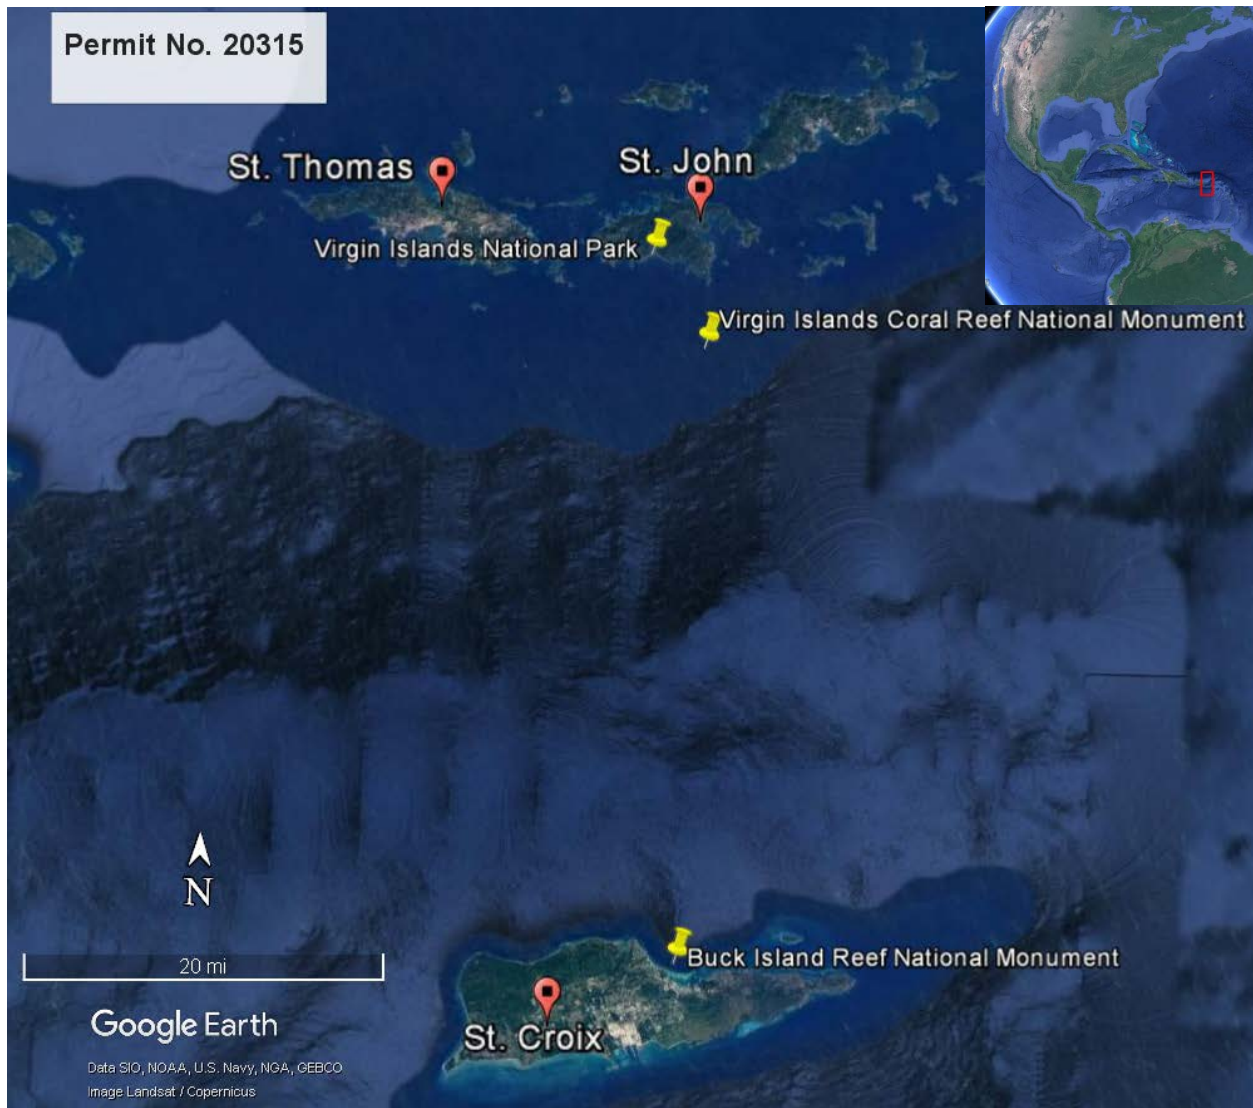 Permit No. 20315
St. Thomas
St. John
Virgin Islands National Park
Virgin Islands Coral Reef National Monument
N
20 mi
Buck Island Reef National Monument
St. Croix
Google Earth
Data SIO, NOAA, U.S. Navy, NGA, GEBCO
Image Landsat / Copernicus